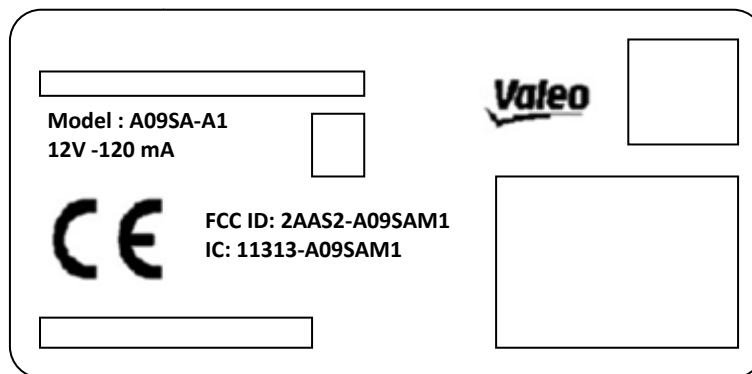 Valeo
Model : A09SA-A1
12V -120 mA
CE
FCC ID: 2AAS2-A09SAM1
IC: 11313-A09SAM1